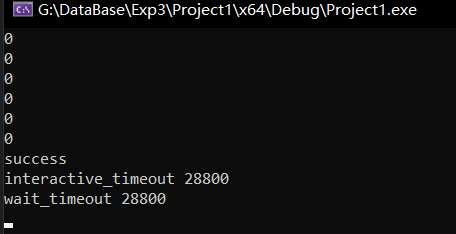 G:\DataBase\Exp3\Project1\x64\Debug\Project1.exe
0
0
0
0
0
0
success
interactive_timeout 28800
wait_timeout 28800